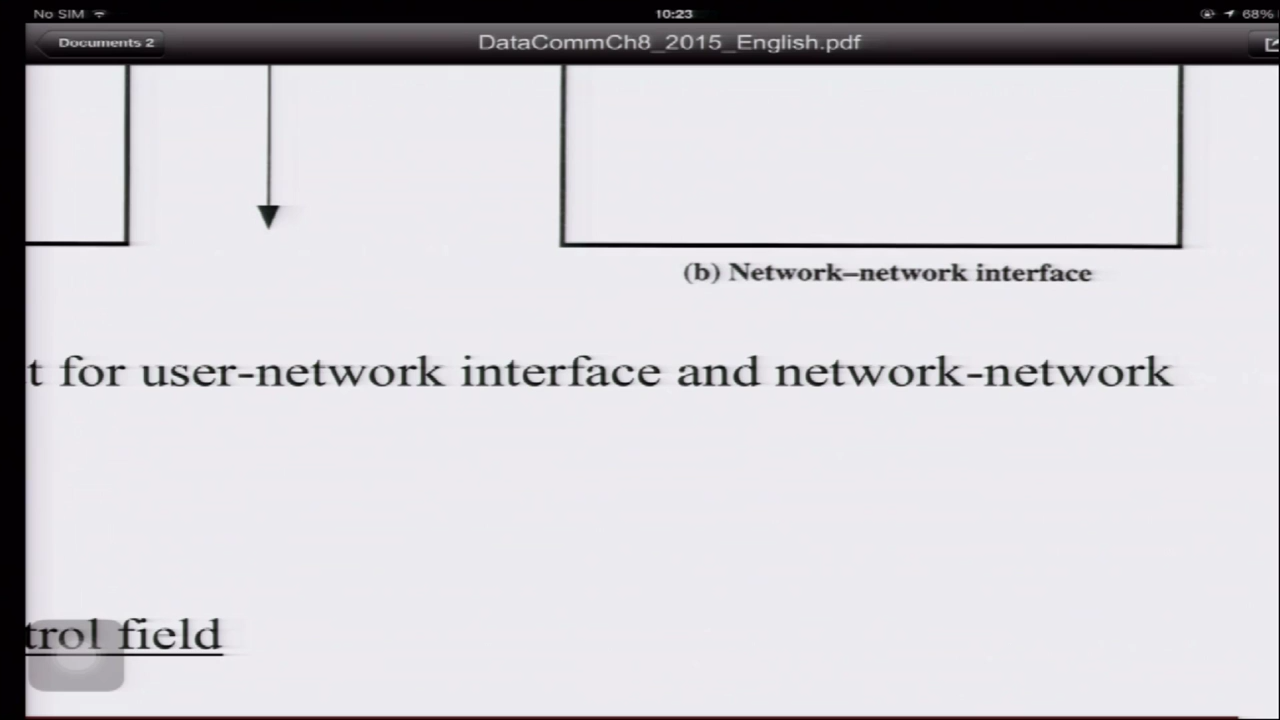 No SIM 10:23 68%
Documents 2 DataCommCh8_2015_English.pdf
(b) Network–network interface
t for user-network interface and network-network
trol field